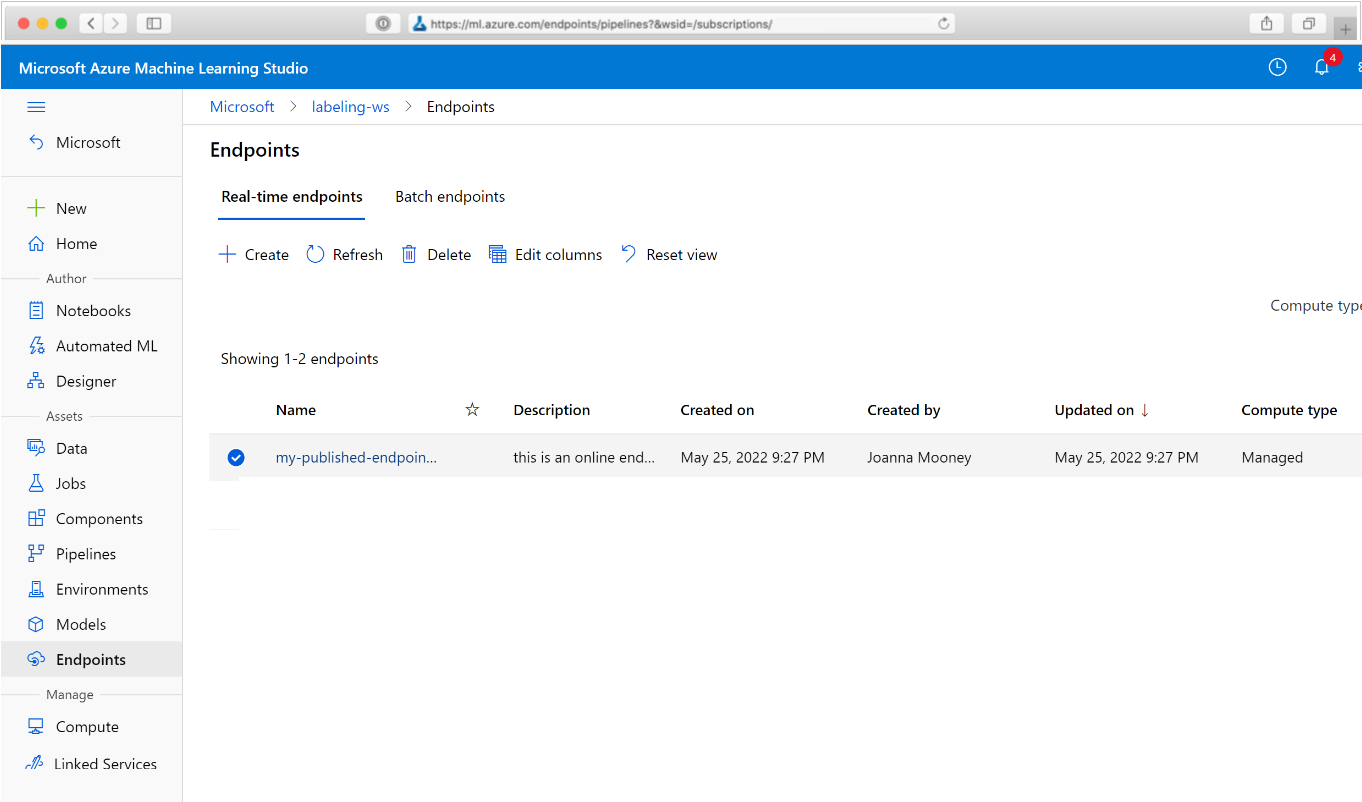 https://ml.azure.com/endpoints/pipelines?&wsid=/subscriptions/
Microsoft Azure Machine Learning Studio
4
Microsoft > labeling-ws > Endpoints
Microsoft
New
Home
Author
Notebooks
Automated ML
Designer
Assets
Data
Jobs
Components
Pipelines
Environments
Models
Endpoints
Manage
Compute
Linked Services
Endpoints
Real-time endpoints Batch endpoints
Create Refresh Delete Edit columns Reset view
Compute type
Showing 1-2 endpoints
Name Description Created on Created by Updated on ↓ Compute type
my-published-endpoin... this is an online end... May 25, 2022 9:27 PM Joanna Mooney May 25, 2022 9:27 PM Managed